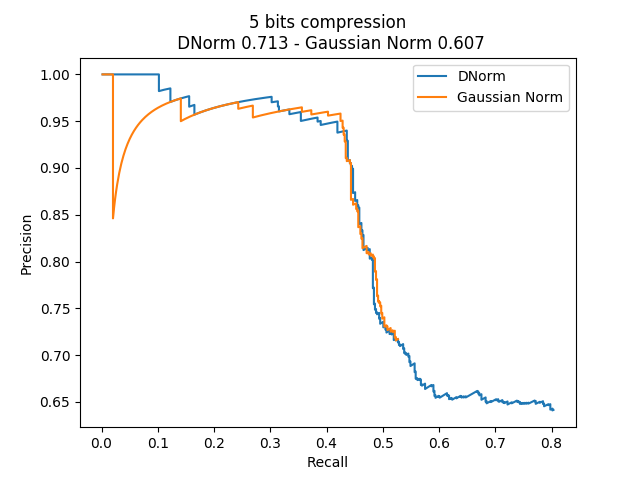 5 bits compression
DNorm 0.713 - Gaussian Norm 0.607
DNorm
Gaussian Norm
Precision
1.00
0.95
0.90
0.85
0.80
0.75
0.70
0.65
0.0 0.1 0.2 0.3 0.4 0.5 0.6 0.7 0.8
Recall